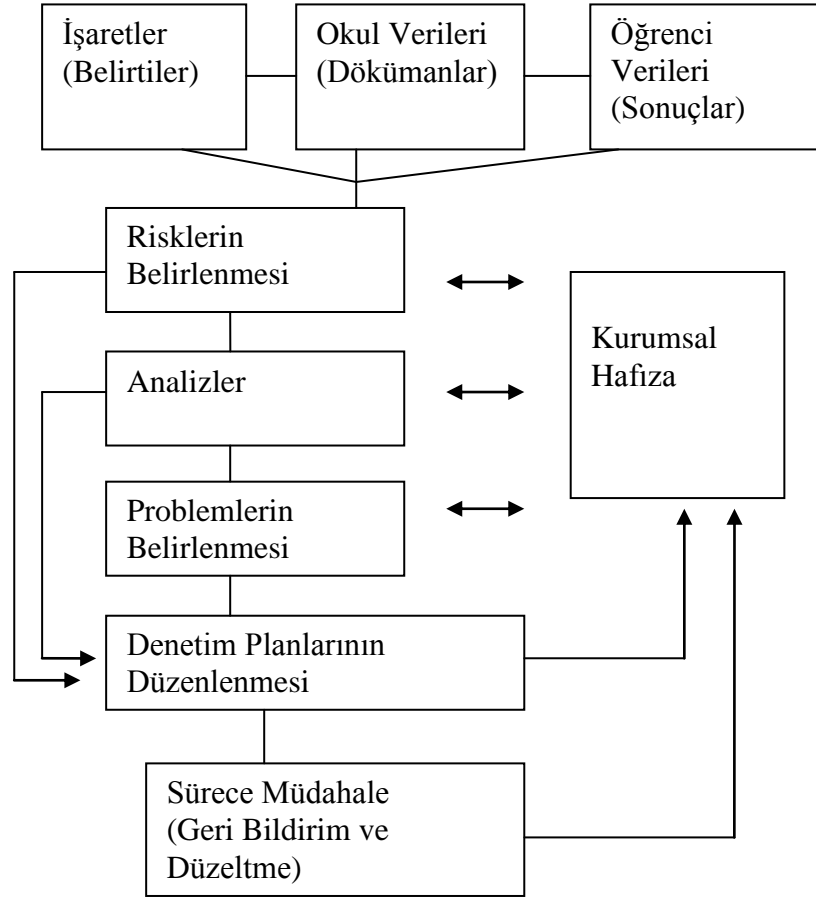 İşaretler
(Belirtiler)
Okul Verileri
(Dökümanlar)
Öğrenci
Verileri
(Sonuçlar)
Risklerin
Belirlenmesi
Kurumsal
Hafıza
Analizler
Problemlerin
Belirlenmesi
Denetim Planlarının
Düzenlenmesi
Sürece Müdahale
(Geri Bildirim ve
Düzeltme)